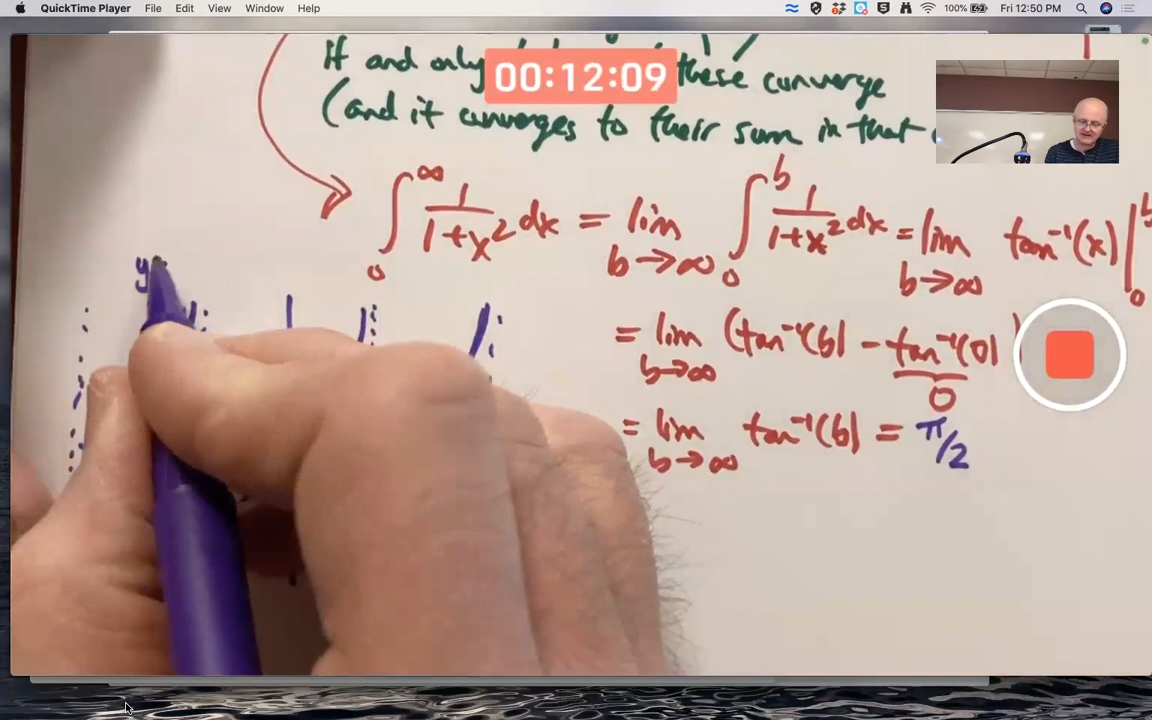 QuickTime Player File Edit View Window Help 100% Fri 12:50 PM
00:12:09
If and only these converge
(and it converges to their sum in that
∫₀^∞ 1/(1+x²) dx = lim b→∞ ∫₀^b 1/(1+x²) dx = lim b→∞ tan⁻¹(x)|₀^b
= lim b→∞ (tan⁻¹(b) - tan⁻¹(0)
0
= lim b→∞ tan⁻¹(b) = π/2
y